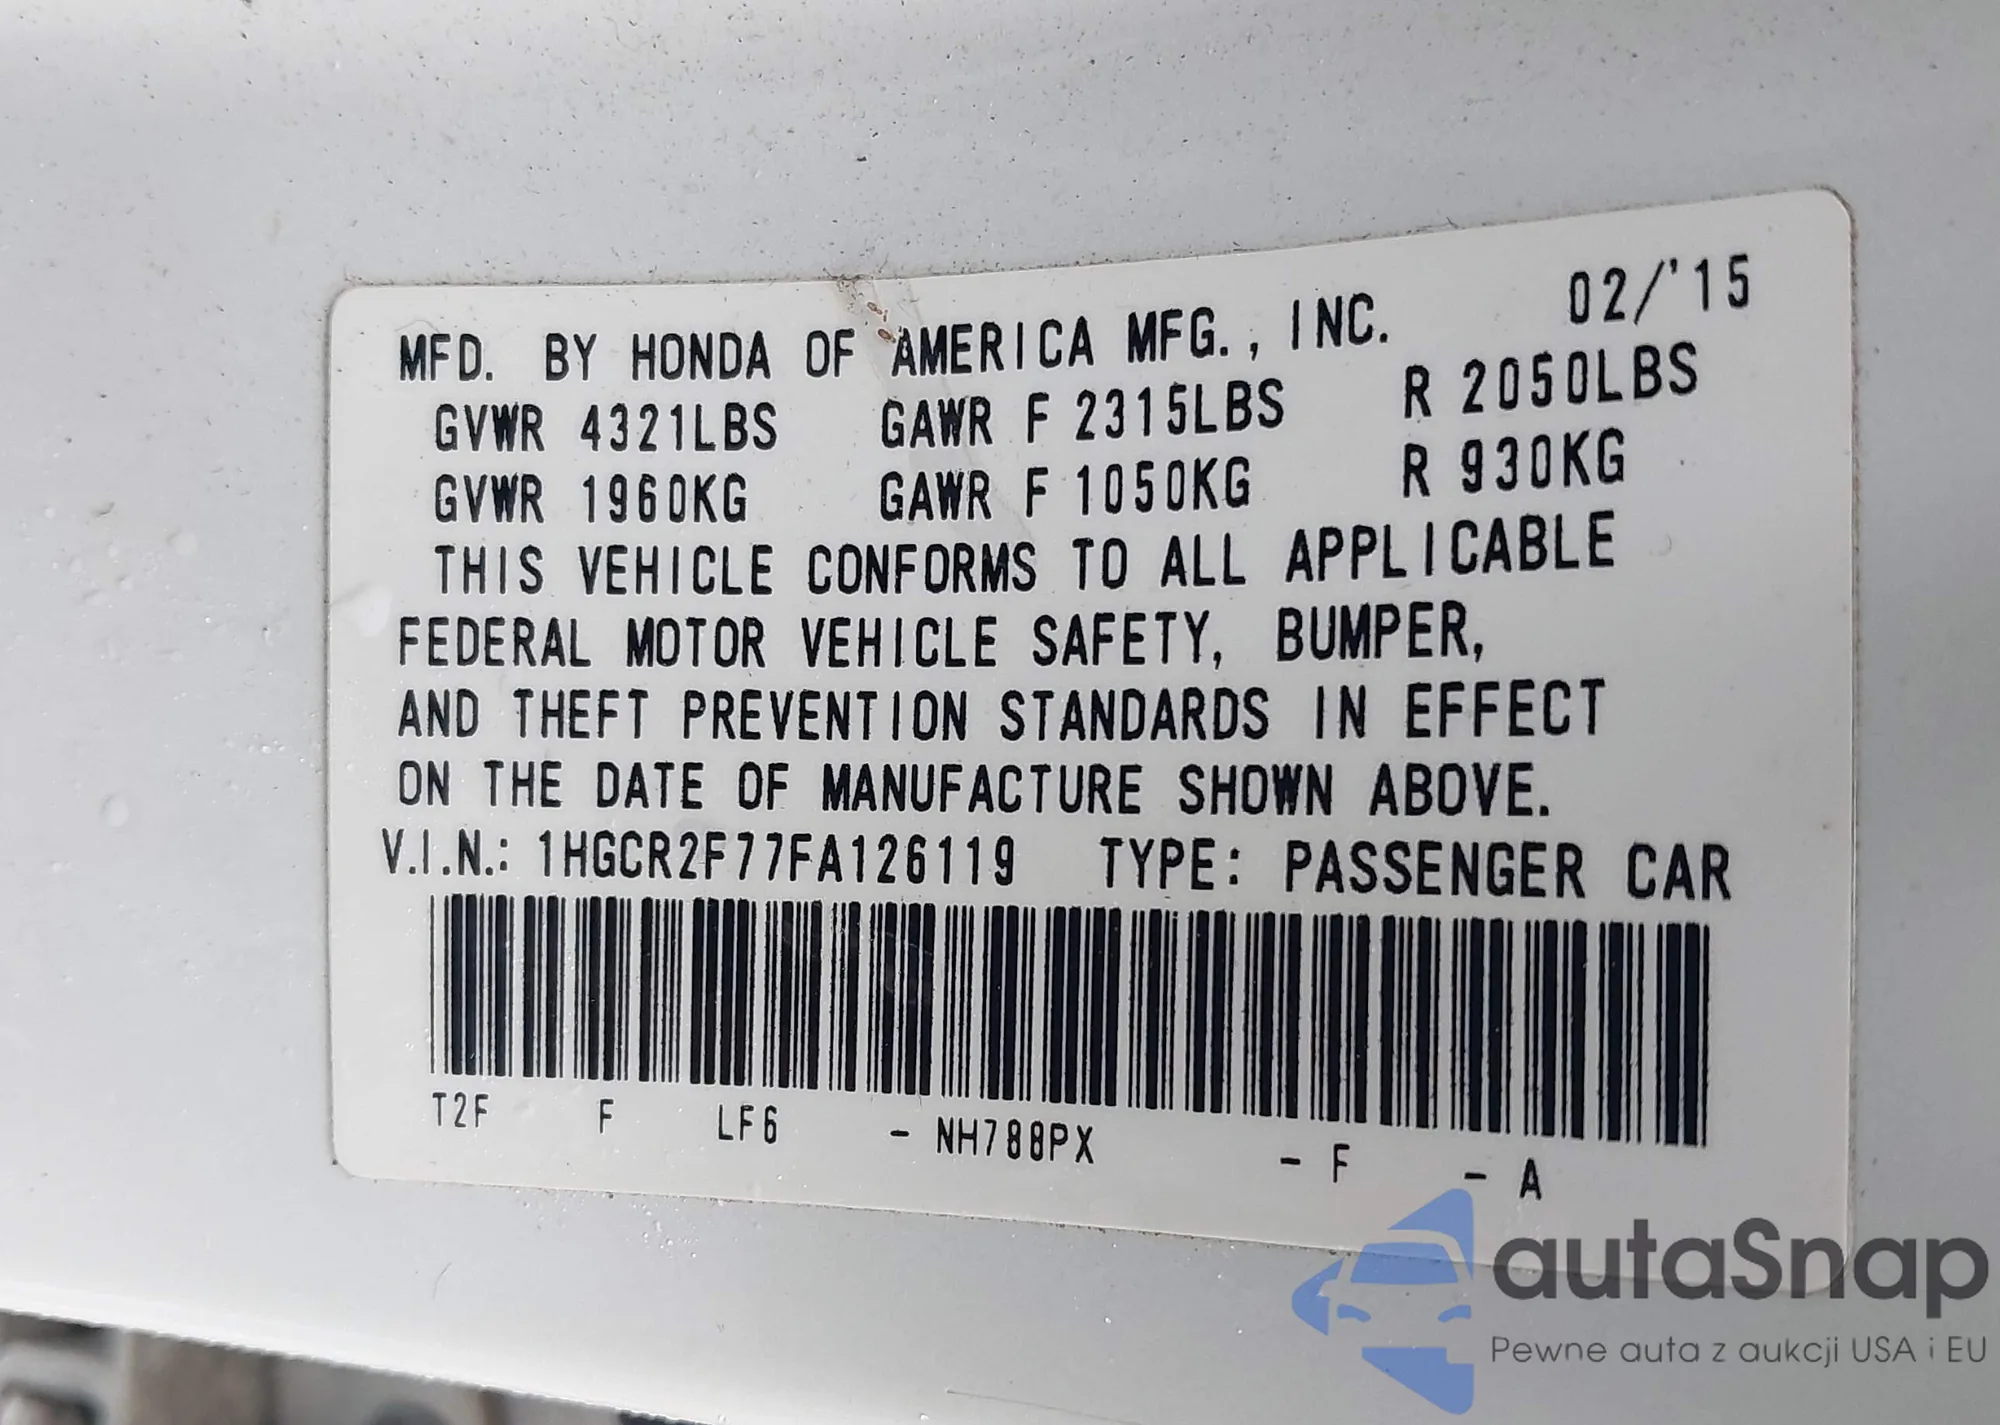 02/'15
MFD. BY HONDA OF AMERICA MFG., INC.
GVWR 4321LBS GAWR F 2315LBS R 2050LBS
GVWR 1960KG GAWR F 1050KG R 930KG
THIS VEHICLE CONFORMS TO ALL APPLICABLE
FEDERAL MOTOR VEHICLE SAFETY, BUMPER,
AND THEFT PREVENTION STANDARDS IN EFFECT
ON THE DATE OF MANUFACTURE SHOWN ABOVE.
V.I.N.: 1HGCR2F77FA126119 TYPE: PASSENGER CAR
T2F F LF6 - NH788PX - F - A
autaSnap
Pewne auta z aukcji USA i EU